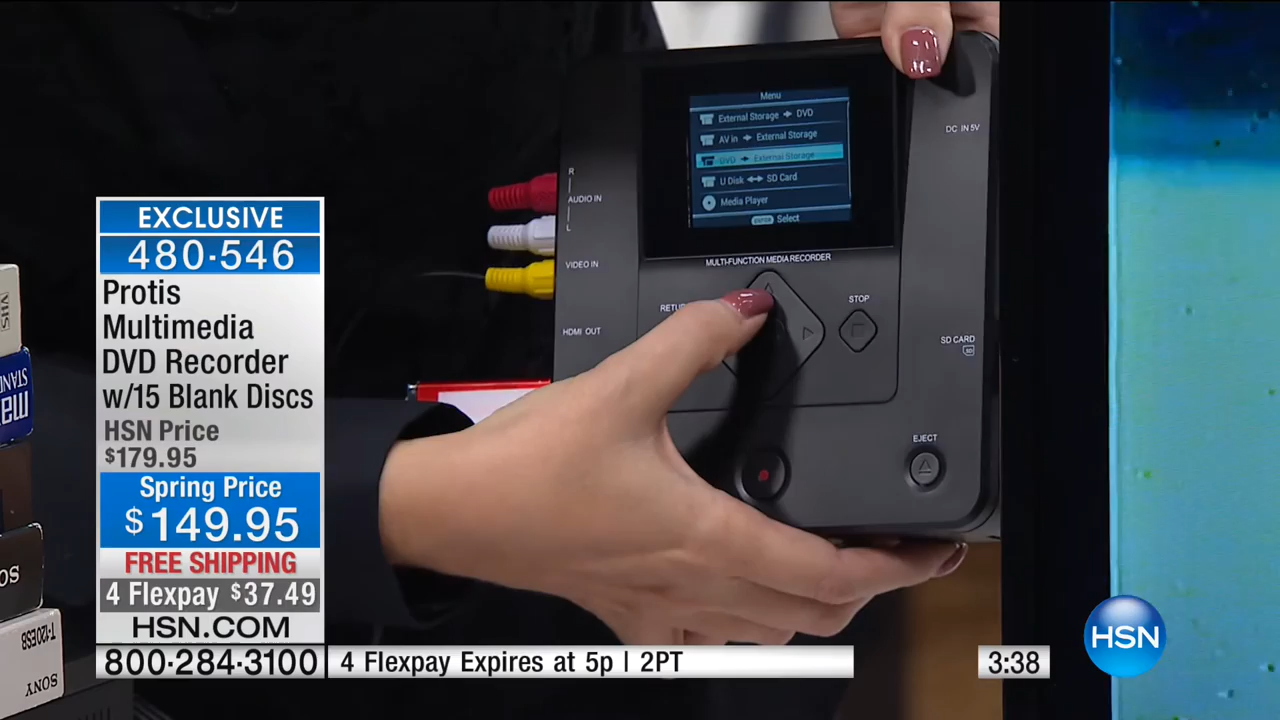 EXCLUSIVE
480-546
Protis
Multimedia
DVD Recorder
w/15 Blank Discs
HSN Price
$179.95
Spring Price
$149.95
FREE SHIPPING
4 Flexpay $37.49
HSN.COM
800-284-3100
4 Flexpay Expires at 5p | 2PT
3:38
HSN
Menu
External Storage → DVD
AV in → External Storage
DVD → External Storage
U Disk ↔ SD Card
Media Player
ENTER Select
MULTI-FUNCTION MEDIA RECORDER
R
AUDIO IN
L
VIDEO IN
HDMI OUT
STOP
DC IN 5V
SD CARD
EJECT
VHS
T-120ESB
SONY